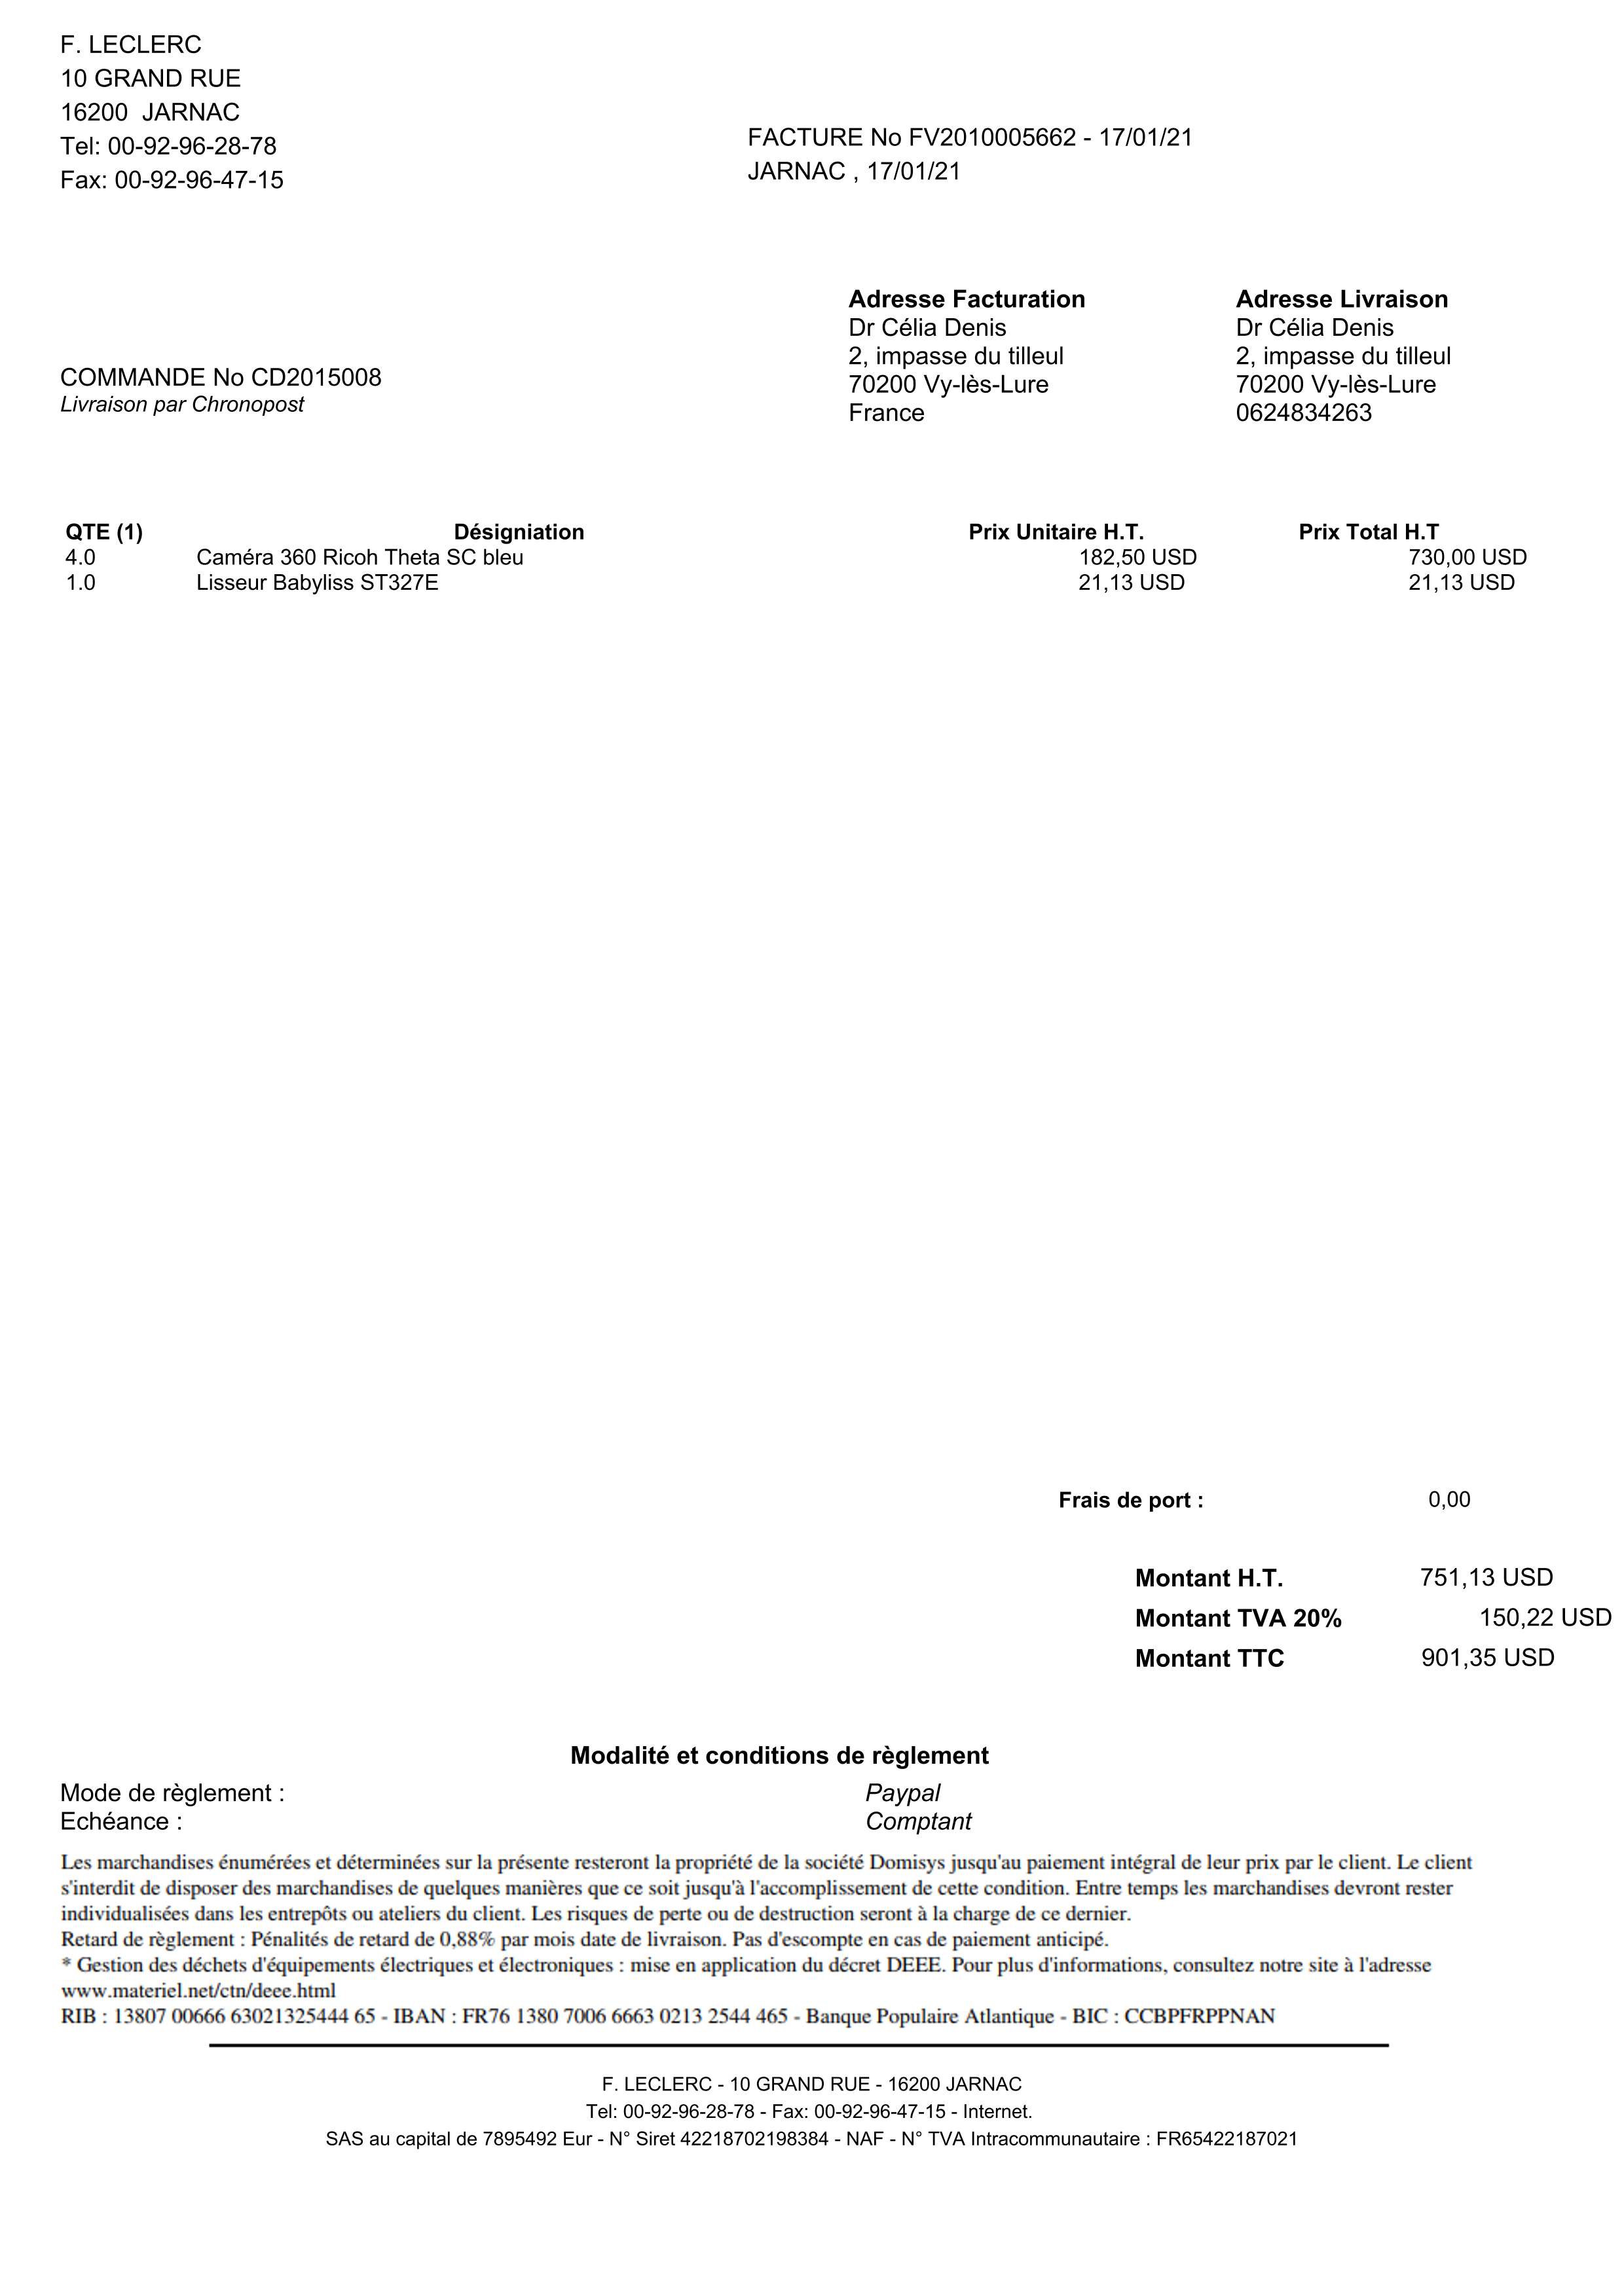 F. LECLERC
10 GRAND RUE
16200  JARNAC
Tel: 00-92-96-28-78
Fax: 00-92-96-47-15
FACTURE No FV2010005662 - 17/01/21
JARNAC , 17/01/21
Adresse Facturation
Dr Célia Denis
2, impasse du tilleul
70200 Vy-lès-Lure
France
Adresse Livraison
Dr Célia Denis
2, impasse du tilleul
70200 Vy-lès-Lure
0624834263
COMMANDE No CD2015008
Livraison par Chronopost
QTE (1) Désigniation Prix Unitaire H.T. Prix Total H.T
4.0 Caméra 360 Ricoh Theta SC bleu 182,50 USD 730,00 USD
1.0 Lisseur Babyliss ST327E 21,13 USD 21,13 USD
Frais de port : 0,00
Montant H.T. 751,13 USD
Montant TVA 20% 150,22 USD
Montant TTC 901,35 USD
Modalité et conditions de règlement
Mode de règlement : Paypal
Echéance : Comptant
Les marchandises énumérées et déterminées sur la présente resteront la propriété de la société Domisys jusqu'au paiement intégral de leur prix par le client. Le client
s'interdit de disposer des marchandises de quelques manières que ce soit jusqu'à l'accomplissement de cette condition. Entre temps les marchandises devront rester
individualisées dans les entrepôts ou ateliers du client. Les risques de perte ou de destruction seront à la charge de ce dernier.
Retard de règlement : Pénalités de retard de 0,88% par mois date de livraison. Pas d'escompte en cas de paiement anticipé.
* Gestion des déchets d'équipements électriques et électroniques : mise en application du décret DEEE. Pour plus d'informations, consultez notre site à l'adresse
www.materiel.net/ctn/deee.html
RIB : 13807 00666 63021325444 65 - IBAN : FR76 1380 7006 6663 0213 2544 465 - Banque Populaire Atlantique - BIC : CCBPFRPPNAN
F. LECLERC - 10 GRAND RUE - 16200 JARNAC
Tel: 00-92-96-28-78 - Fax: 00-92-96-47-15 - Internet.
SAS au capital de 7895492 Eur - N° Siret 42218702198384 - NAF - N° TVA Intracommunautaire : FR65422187021